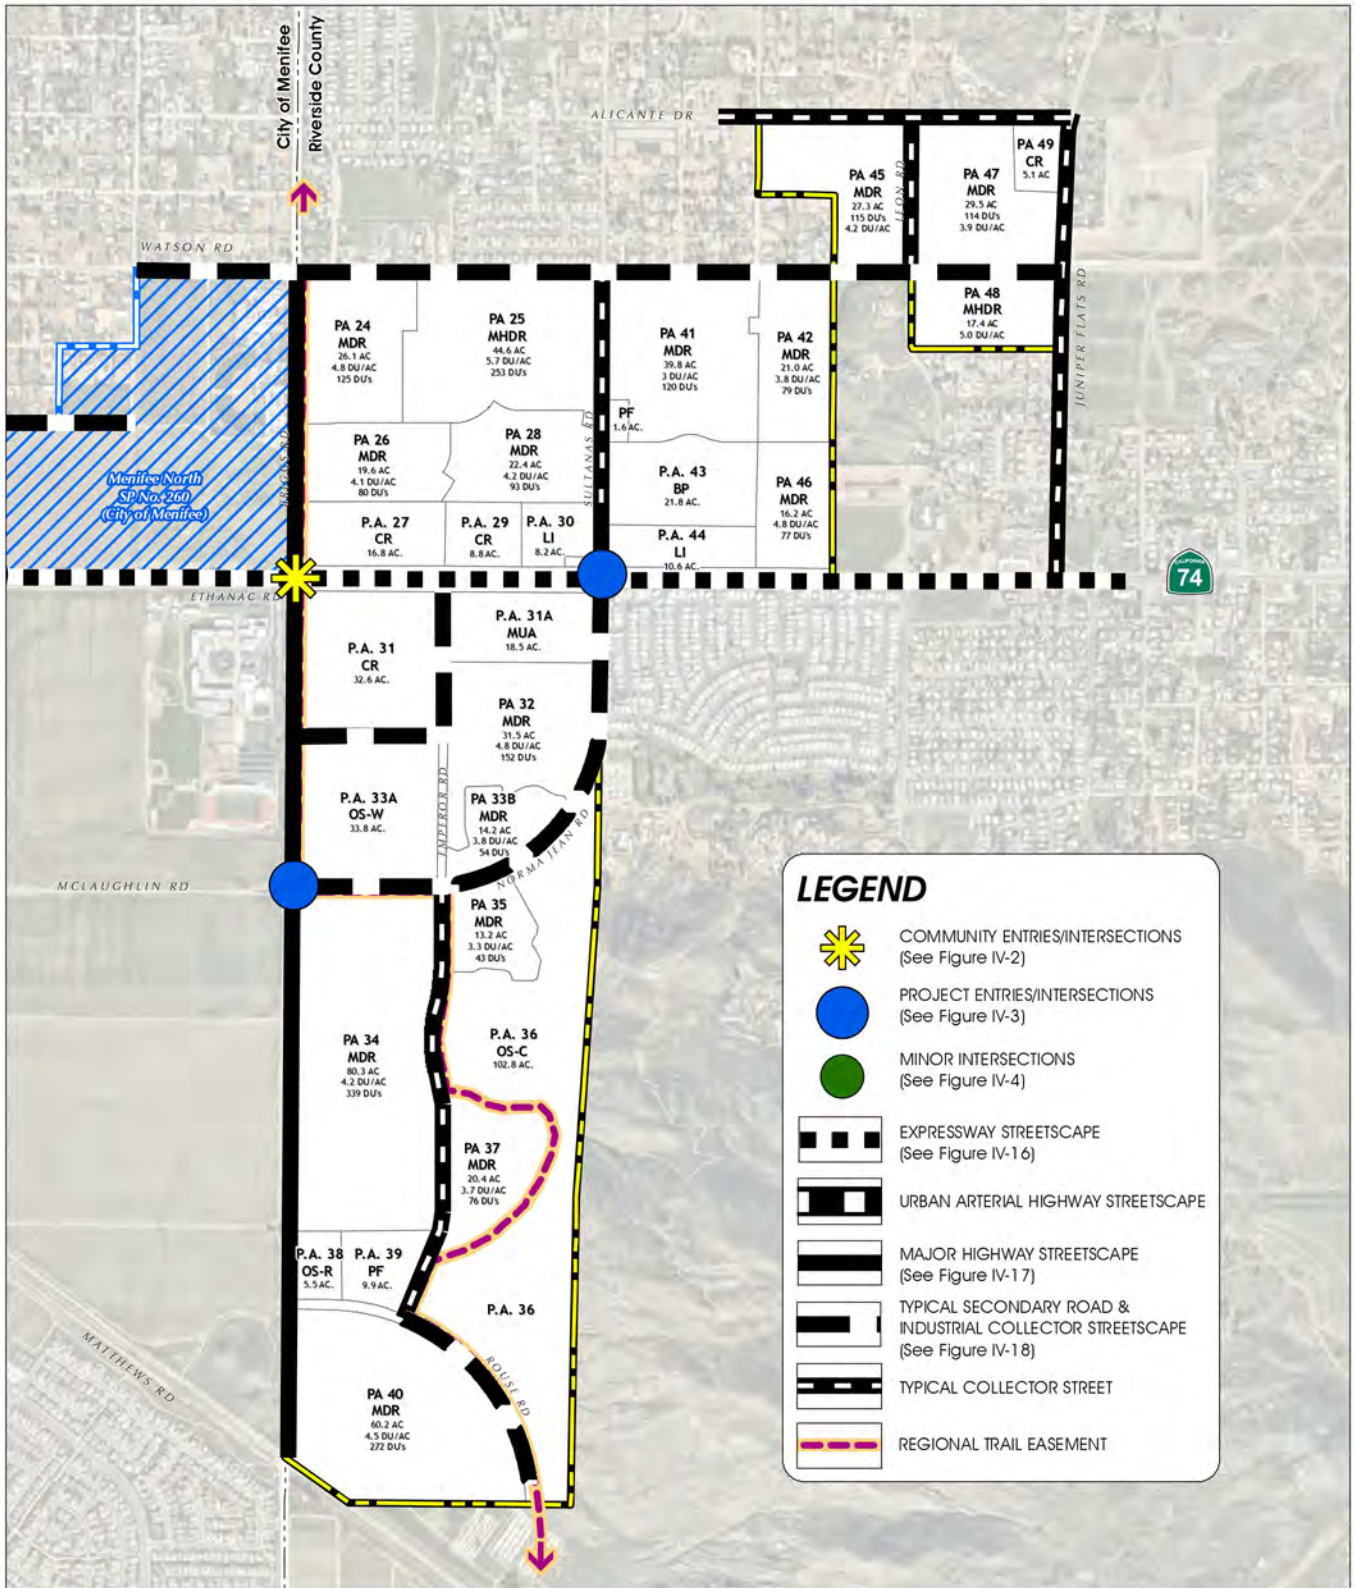 City of Menifee
Riverside County
ALICANTE DR
PA 49
CR
5.1 AC
PA 45
MDR
27.3 AC
115 DU's
4.2 DU/AC
LEON RD
PA 47
MDR
29.5 AC
114 DU's
3.9 DU/AC
WATSON RD
PA 48
MHDR
17.4 AC
5.0 DU/AC
JUNIPER FLATS RD
PA 24
MDR
26.1 AC
4.8 DU/AC
125 DU's
PA 25
MHDR
44.6 AC
5.7 DU/AC
253 DU's
PA 41
MDR
39.8 AC
3 DU/AC
120 DU's
PA 42
MDR
21.0 AC
3.8 DU/AC
79 DU's
PF
1.6 AC.
BRIGGS RD
SULTANAS RD
PA 26
MDR
19.6 AC
4.1 DU/AC
80 DU's
PA 28
MDR
22.4 AC
4.2 DU/AC
93 DU's
P.A. 43
BP
21.8 AC.
PA 46
MDR
16.2 AC
4.8 DU/AC
77 DU's
Menifee North
SP No. 260
(City of Menifee)
P.A. 27
CR
16.8 AC.
P.A. 29
CR
8.8 AC.
P.A. 30
LI
8.2 AC.
P.A. 44
LI
10.6 AC.
CALIFORNIA
74
ETHANAC RD
P.A. 31
CR
32.6 AC.
P.A. 31A
MUA
18.5 AC.
PA 32
MDR
31.5 AC
4.8 DU/AC
152 DU's
P.A. 33A
OS-W
33.8 AC.
EMPEROR RD
PA 33B
MDR
14.2 AC
3.8 DU/AC
54 DU's
NORMA JEAN RD
MCLAUGHLIN RD
PA 35
MDR
13.2 AC
3.3 DU/AC
43 DU's
PA 34
MDR
80.3 AC
4.2 DU/AC
339 DU's
P.A. 36
OS-C
102.8 AC.
PA 37
MDR
20.4 AC
3.7 DU/AC
76 DU's
P.A. 38
OS-R
5.5 AC.
P.A. 39
PF
9.9 AC.
P.A. 36
MATTHEWS RD
ROUSE RD
PA 40
MDR
60.2 AC
4.5 DU/AC
272 DU's
LEGEND
COMMUNITY ENTRIES/INTERSECTIONS
(See Figure IV-2)
PROJECT ENTRIES/INTERSECTIONS
(See Figure IV-3)
MINOR INTERSECTIONS
(See Figure IV-4)
EXPRESSWAY STREETSCAPE
(See Figure IV-16)
URBAN ARTERIAL HIGHWAY STREETSCAPE
MAJOR HIGHWAY STREETSCAPE
(See Figure IV-17)
TYPICAL SECONDARY ROAD &
INDUSTRIAL COLLECTOR STREETSCAPE
(See Figure IV-18)
TYPICAL COLLECTOR STREET
REGIONAL TRAIL EASEMENT